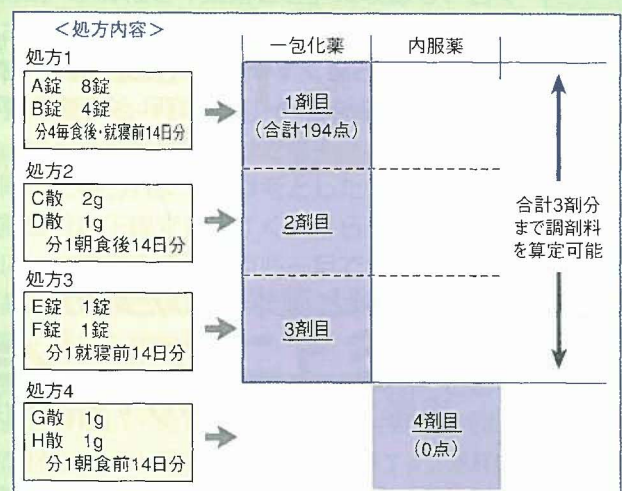 ＜処方内容＞
一包化薬
内服薬
処方1
A錠 8錠
B錠 4錠
分4毎食後・就寝前14日分
1剤目
(合計194点)
処方2
C散 2g
D散 1g
分1朝食後14日分
2剤目
合計3剤分
まで調剤料
を算定可能
処方3
E錠 1錠
F錠 1錠
分1就寝前14日分
3剤目
処方4
G散 1g
H散 1g
分1朝食前14日分
4剤目
(0点)